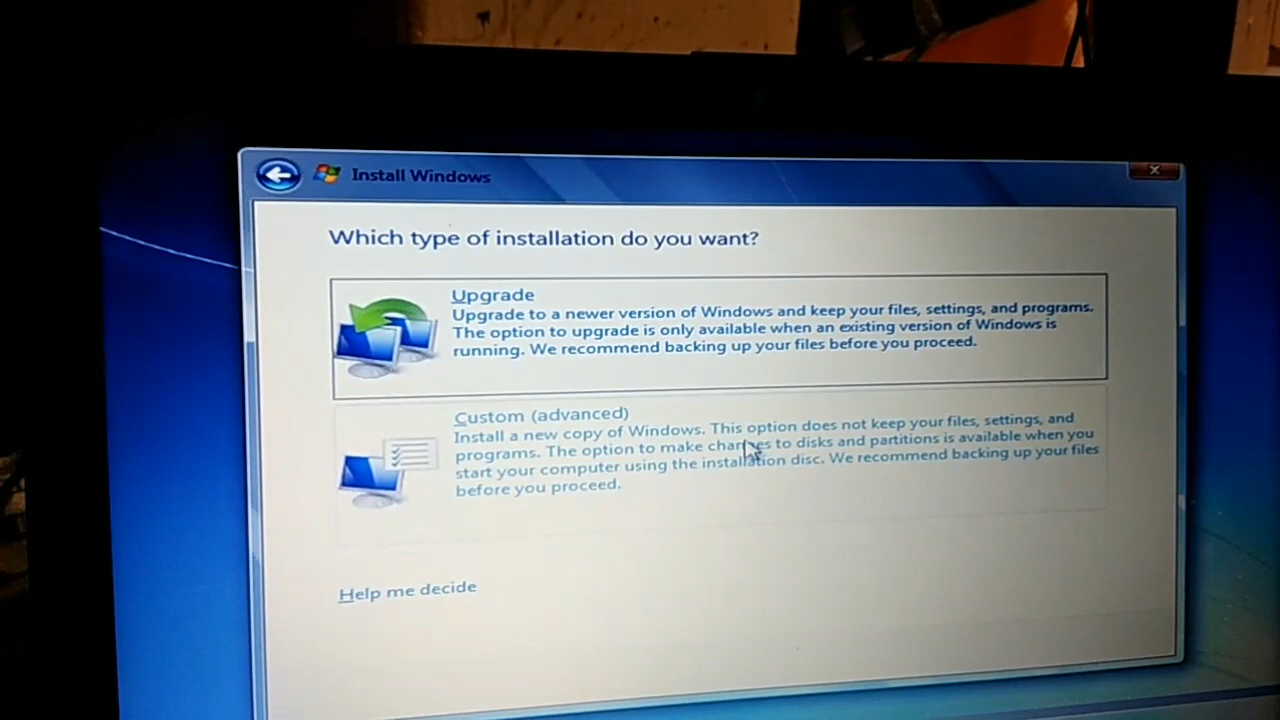 Install Windows
Which type of installation do you want?
Upgrade
Upgrade to a newer version of Windows and keep your files, settings, and programs.
The option to upgrade is only available when an existing version of Windows is
running. We recommend backing up your files before you proceed.
Custom (advanced)
Install a new copy of Windows. This option does not keep your files, settings, and
programs. The option to make changes to disks and partitions is available when you
start your computer using the installation disc. We recommend backing up your files
before you proceed.
Help me decide